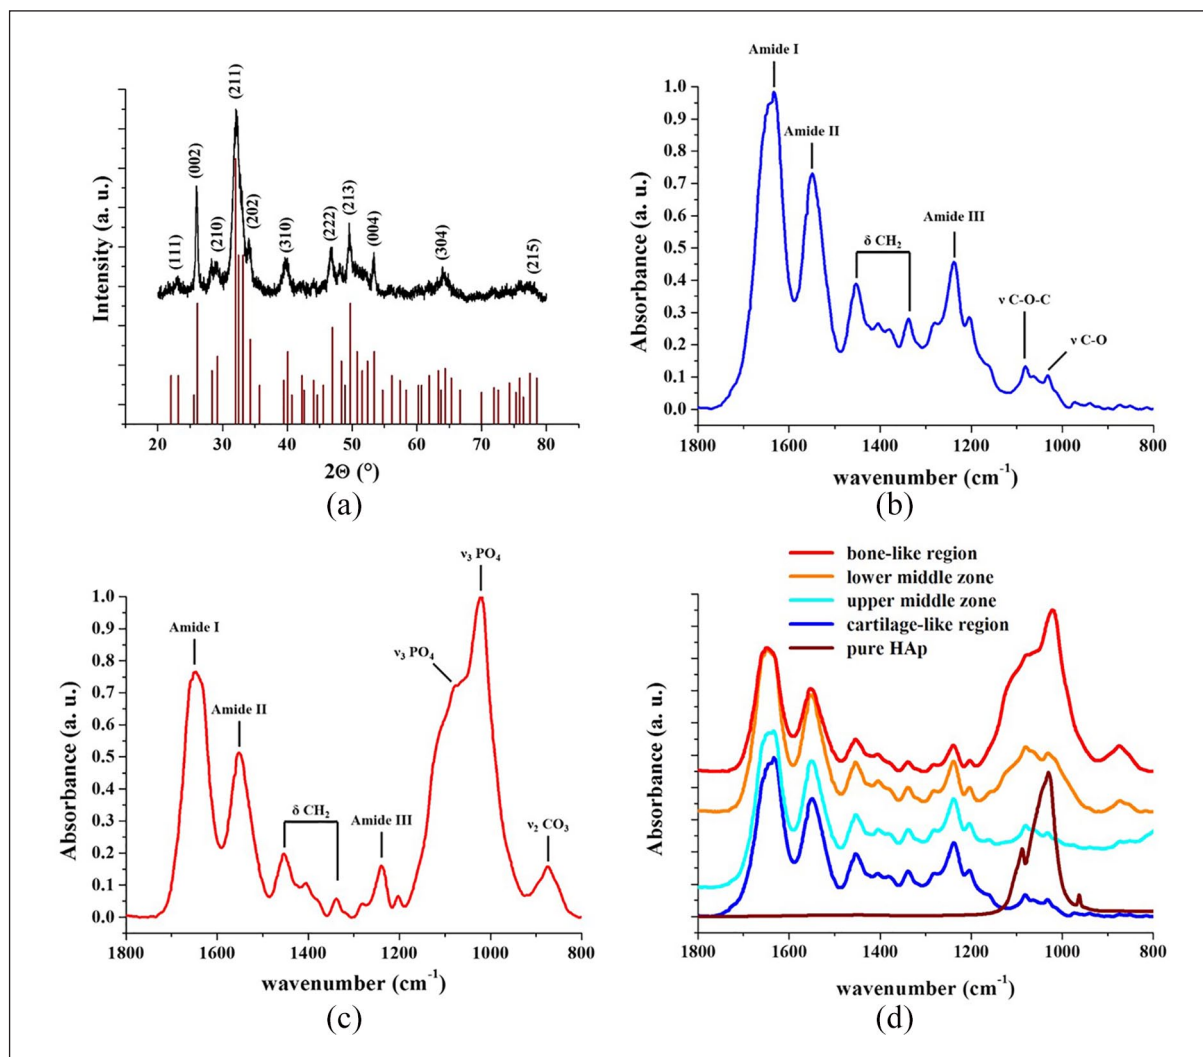 Intensity (a. u.)
(111)
(002)
(210)
(211)
(202)
(310)
(222)
(213)
(004)
(304)
(215)
20 30 40 50 60 70 80
2Θ (°)
(a)
Absorbance (a. u.)
1.0
0.9
0.8
0.7
0.6
0.5
0.4
0.3
0.2
0.1
0.0
Amide I
Amide II
δ CH₂
Amide III
ν C-O-C
ν C-O
1800 1600 1400 1200 1000 800
wavenumber (cm⁻¹)
(b)
Absorbance (a. u.)
1.0
0.9
0.8
0.7
0.6
0.5
0.4
0.3
0.2
0.1
0.0
Amide I
Amide II
δ CH₂
Amide III
ν₃ PO₄
ν₃ PO₄
ν₂ CO₃
1800 1600 1400 1200 1000 800
wavenumber (cm⁻¹)
(c)
bone-like region
lower middle zone
upper middle zone
cartilage-like region
pure HAp
Absorbance (a. u.)
1800 1600 1400 1200 1000 800
wavenumber (cm⁻¹)
(d)